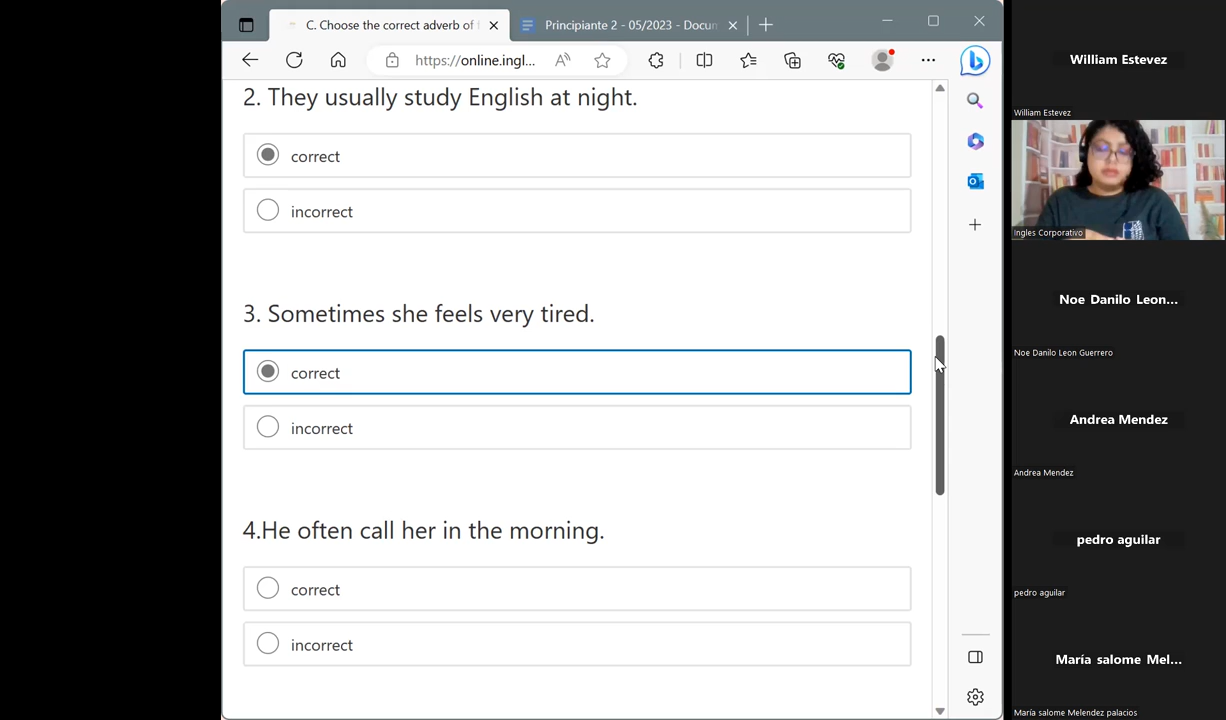 C. Choose the correct adverb of f
Principiante 2 - 05/2023 - Docum
https://online.ingl...
2. They usually study English at night.
correct
incorrect
3. Sometimes she feels very tired.
correct
incorrect
4.He often call her in the morning.
correct
incorrect
William Estevez
William Estevez
Ingles Corporativo
Noe Danilo Leon...
Noe Danilo Leon Guerrero
Andrea Mendez
Andrea Mendez
pedro aguilar
pedro aguilar
María salome Mel...
María salome Melendez palacios